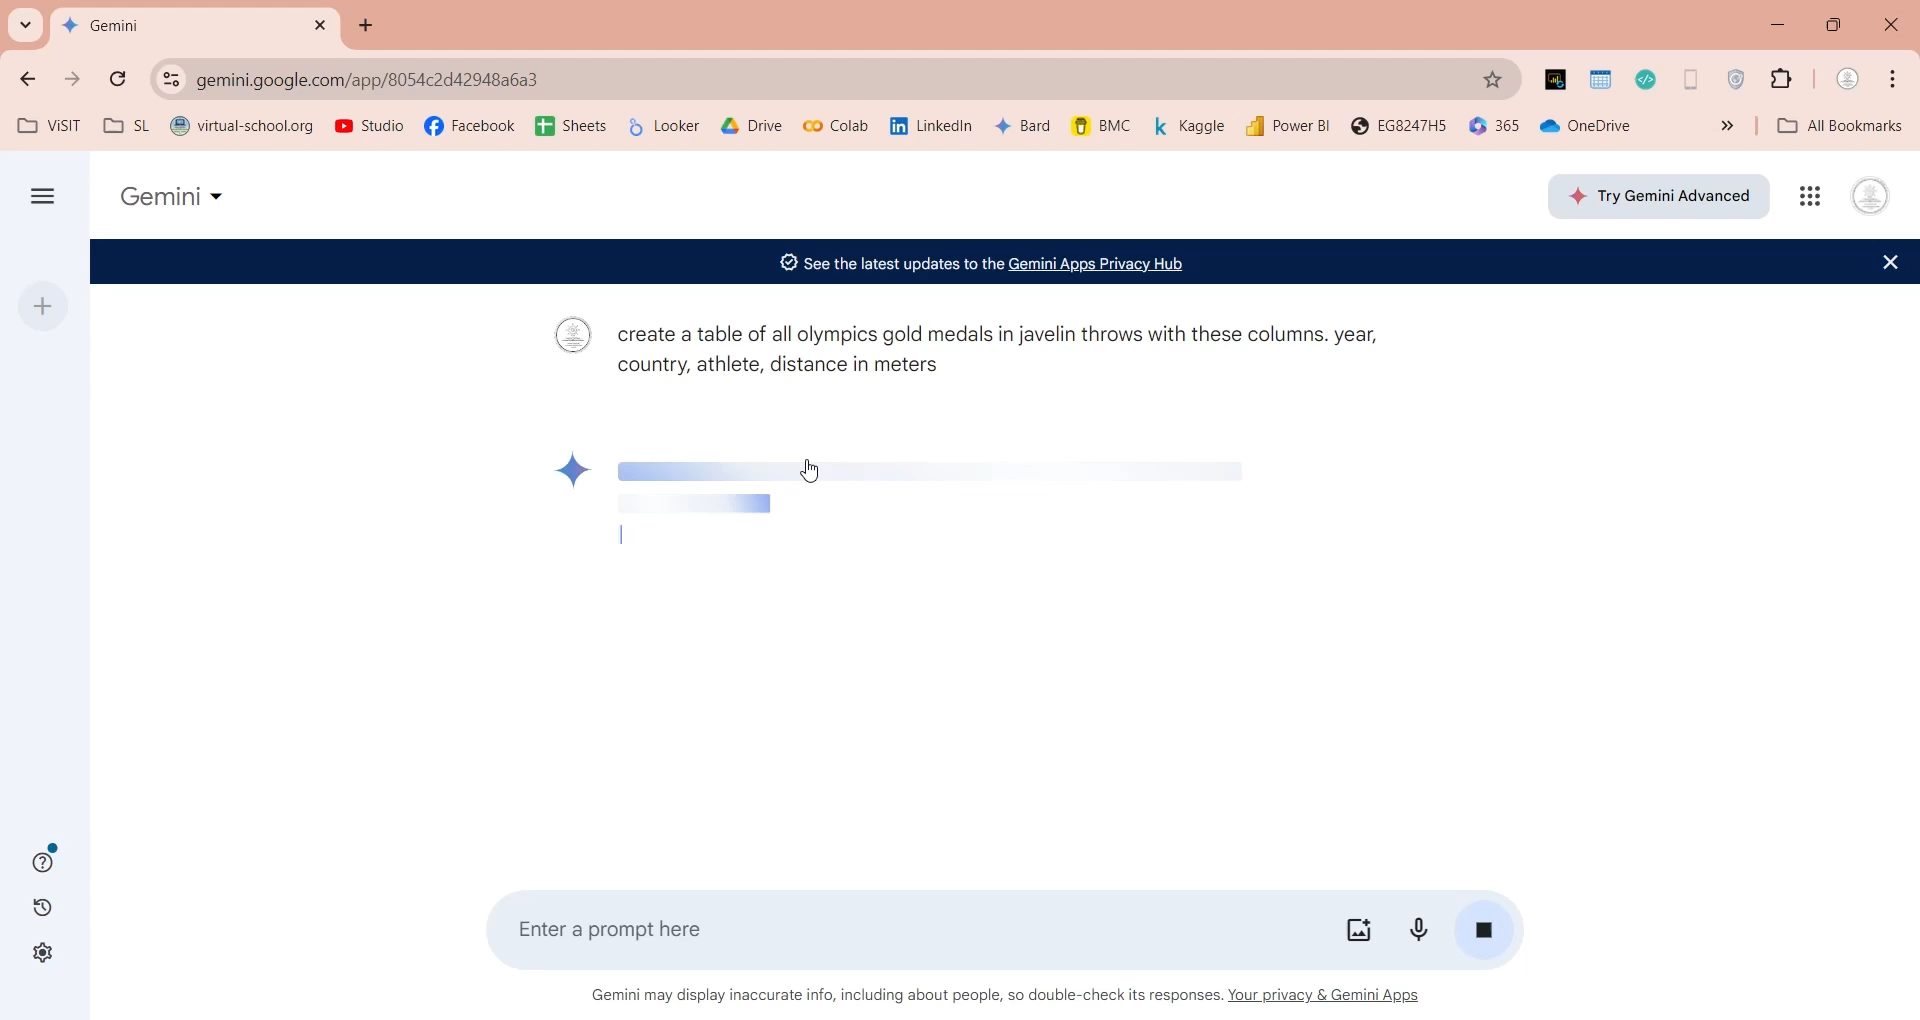 Gemini
gemini.google.com/app/8054c2d42948a6a3
ViSIT SL virtual-school.org Studio Facebook Sheets Looker Drive Colab LinkedIn Bard BMC Kaggle Power BI EG8247H5 365 OneDrive » All Bookmarks
Gemini Try Gemini Advanced
See the latest updates to the Gemini Apps Privacy Hub
create a table of all olympics gold medals in javelin throws with these columns. year,
country, athlete, distance in meters
Enter a prompt here
Gemini may display inaccurate info, including about people, so double-check its responses. Your privacy & Gemini Apps